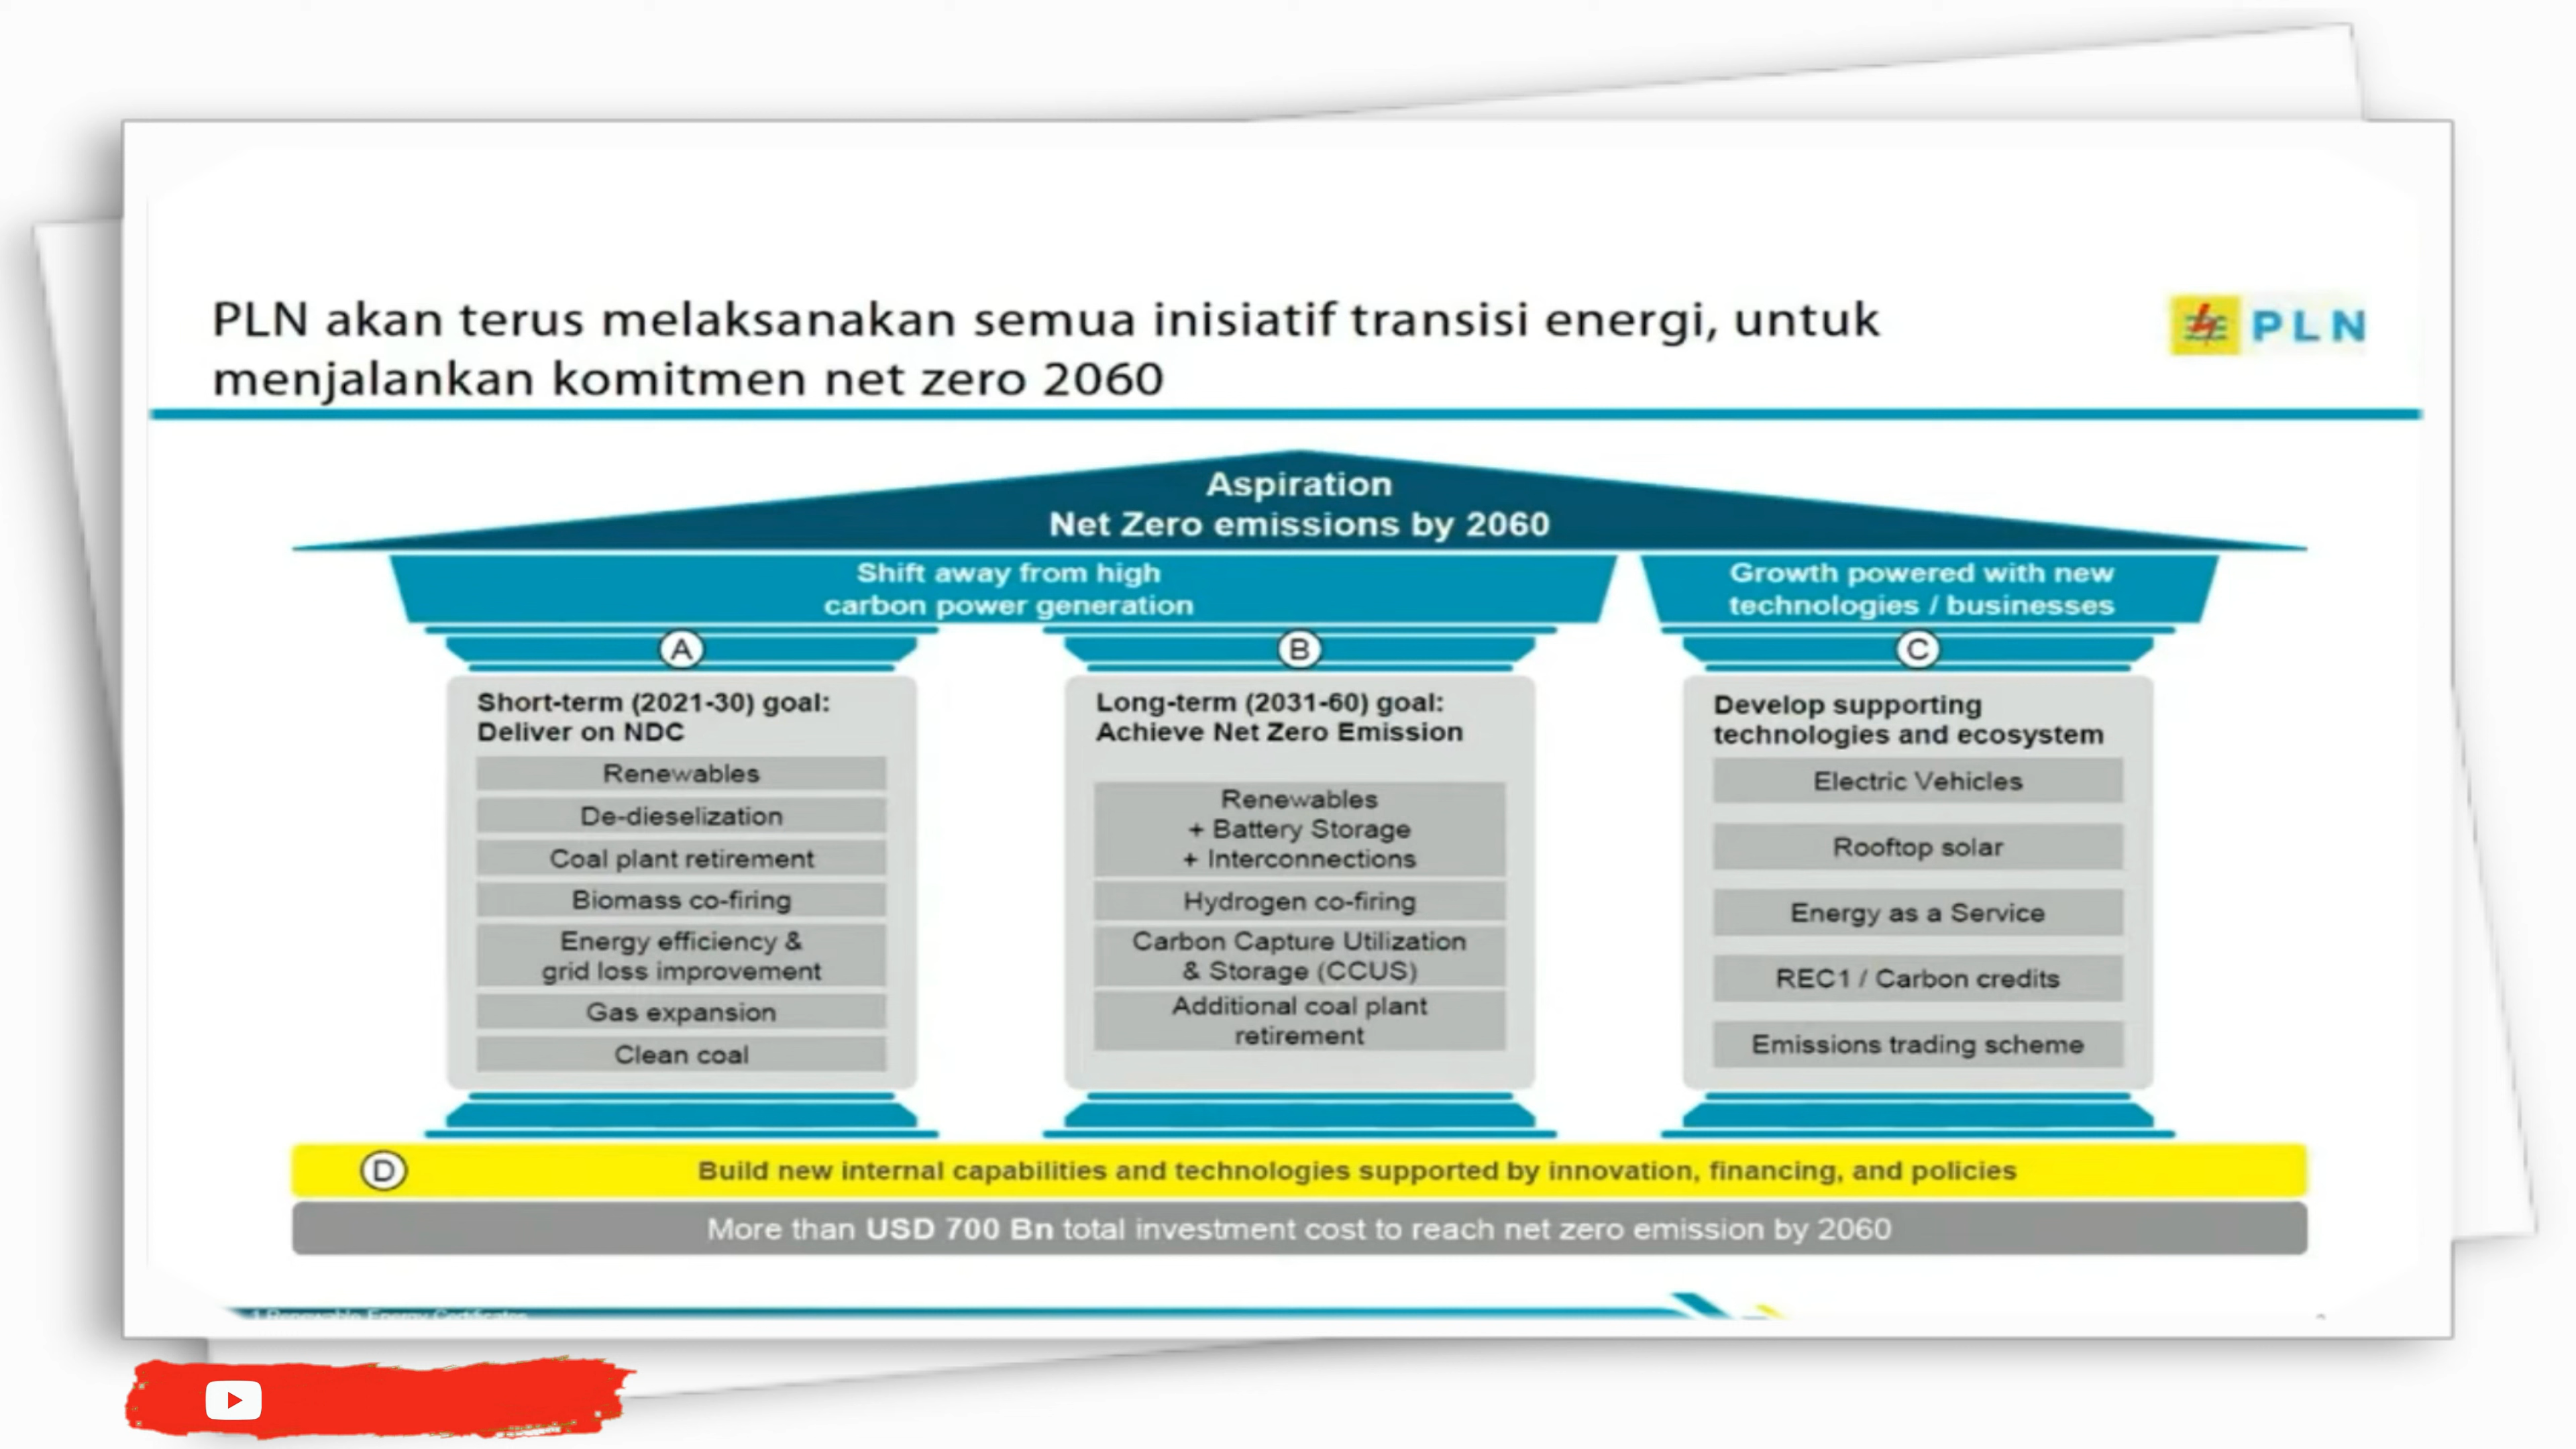 PLN akan terus melaksanakan semua inisiatif transisi energi, untuk
menjalankan komitmen net zero 2060
PLN
Aspiration
Net Zero emissions by 2060
Shift away from high
carbon power generation
Growth powered with new
technologies / businesses
A
B
C
Short-term (2021-30) goal:
Deliver on NDC
Renewables
De-dieselization
Coal plant retirement
Biomass co-firing
Energy efficiency &
grid loss improvement
Gas expansion
Clean coal
Long-term (2031-60) goal:
Achieve Net Zero Emission
Renewables
+ Battery Storage
+ Interconnections
Hydrogen co-firing
Carbon Capture Utilization
& Storage (CCUS)
Additional coal plant
retirement
Develop supporting
technologies and ecosystem
Electric Vehicles
Rooftop solar
Energy as a Service
REC1 / Carbon credits
Emissions trading scheme
D
Build new internal capabilities and technologies supported by innovation, financing, and policies
More than USD 700 Bn total investment cost to reach net zero emission by 2060
1 Renewable Energy Certificates